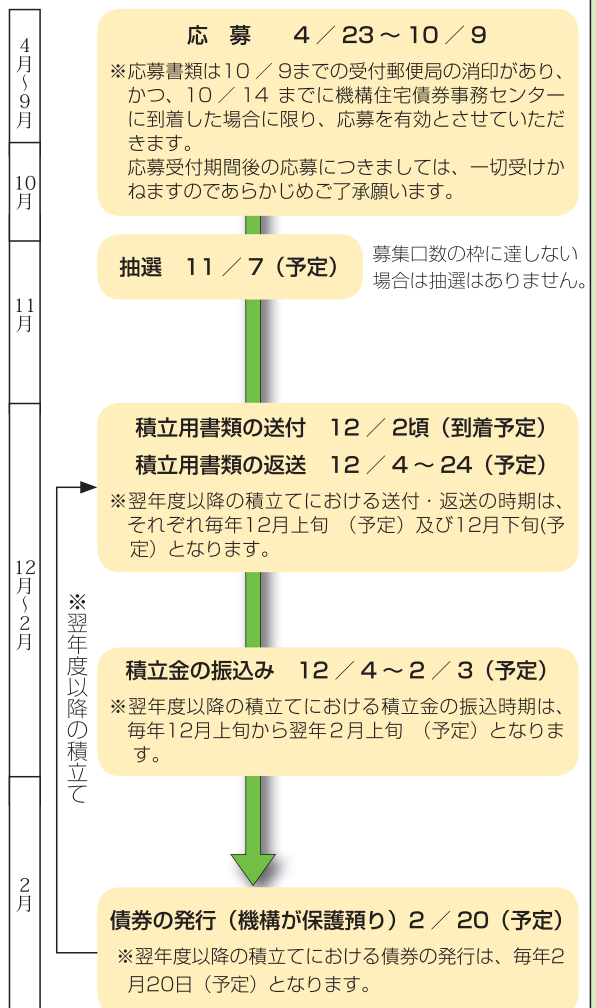 4月～9月
応　募　　4／23～10／9
※応募書類は10／9までの受付郵便局の消印があり、
かつ、10／14 までに機構住宅債券事務センター
に到着した場合に限り、応募を有効とさせていただ
きます。
応募受付期間後の応募につきましては、一切受けか
ねますのであらかじめご了承願います。
10月
抽選　11／7（予定）
募集口数の枠に達しない
場合は抽選はありません。
11月
積立用書類の送付　12／2頃（到着予定）
積立用書類の返送　12／4～24（予定）
※翌年度以降の積立てにおける送付・返送の時期は、
それぞれ毎年12月上旬　（予定）及び12月下旬(予
定）となります。
12月～2月
※翌年度以降の積立て
積立金の振込み　12／4～2／3（予定）
※翌年度以降の積立てにおける積立金の振込時期は、
毎年12月上旬から翌年２月上旬　（予定）となりま
す。
2月
債券の発行（機構が保護預り）2／20（予定）
※翌年度以降の積立てにおける債券の発行は、毎年2
月20日（予定）となります。